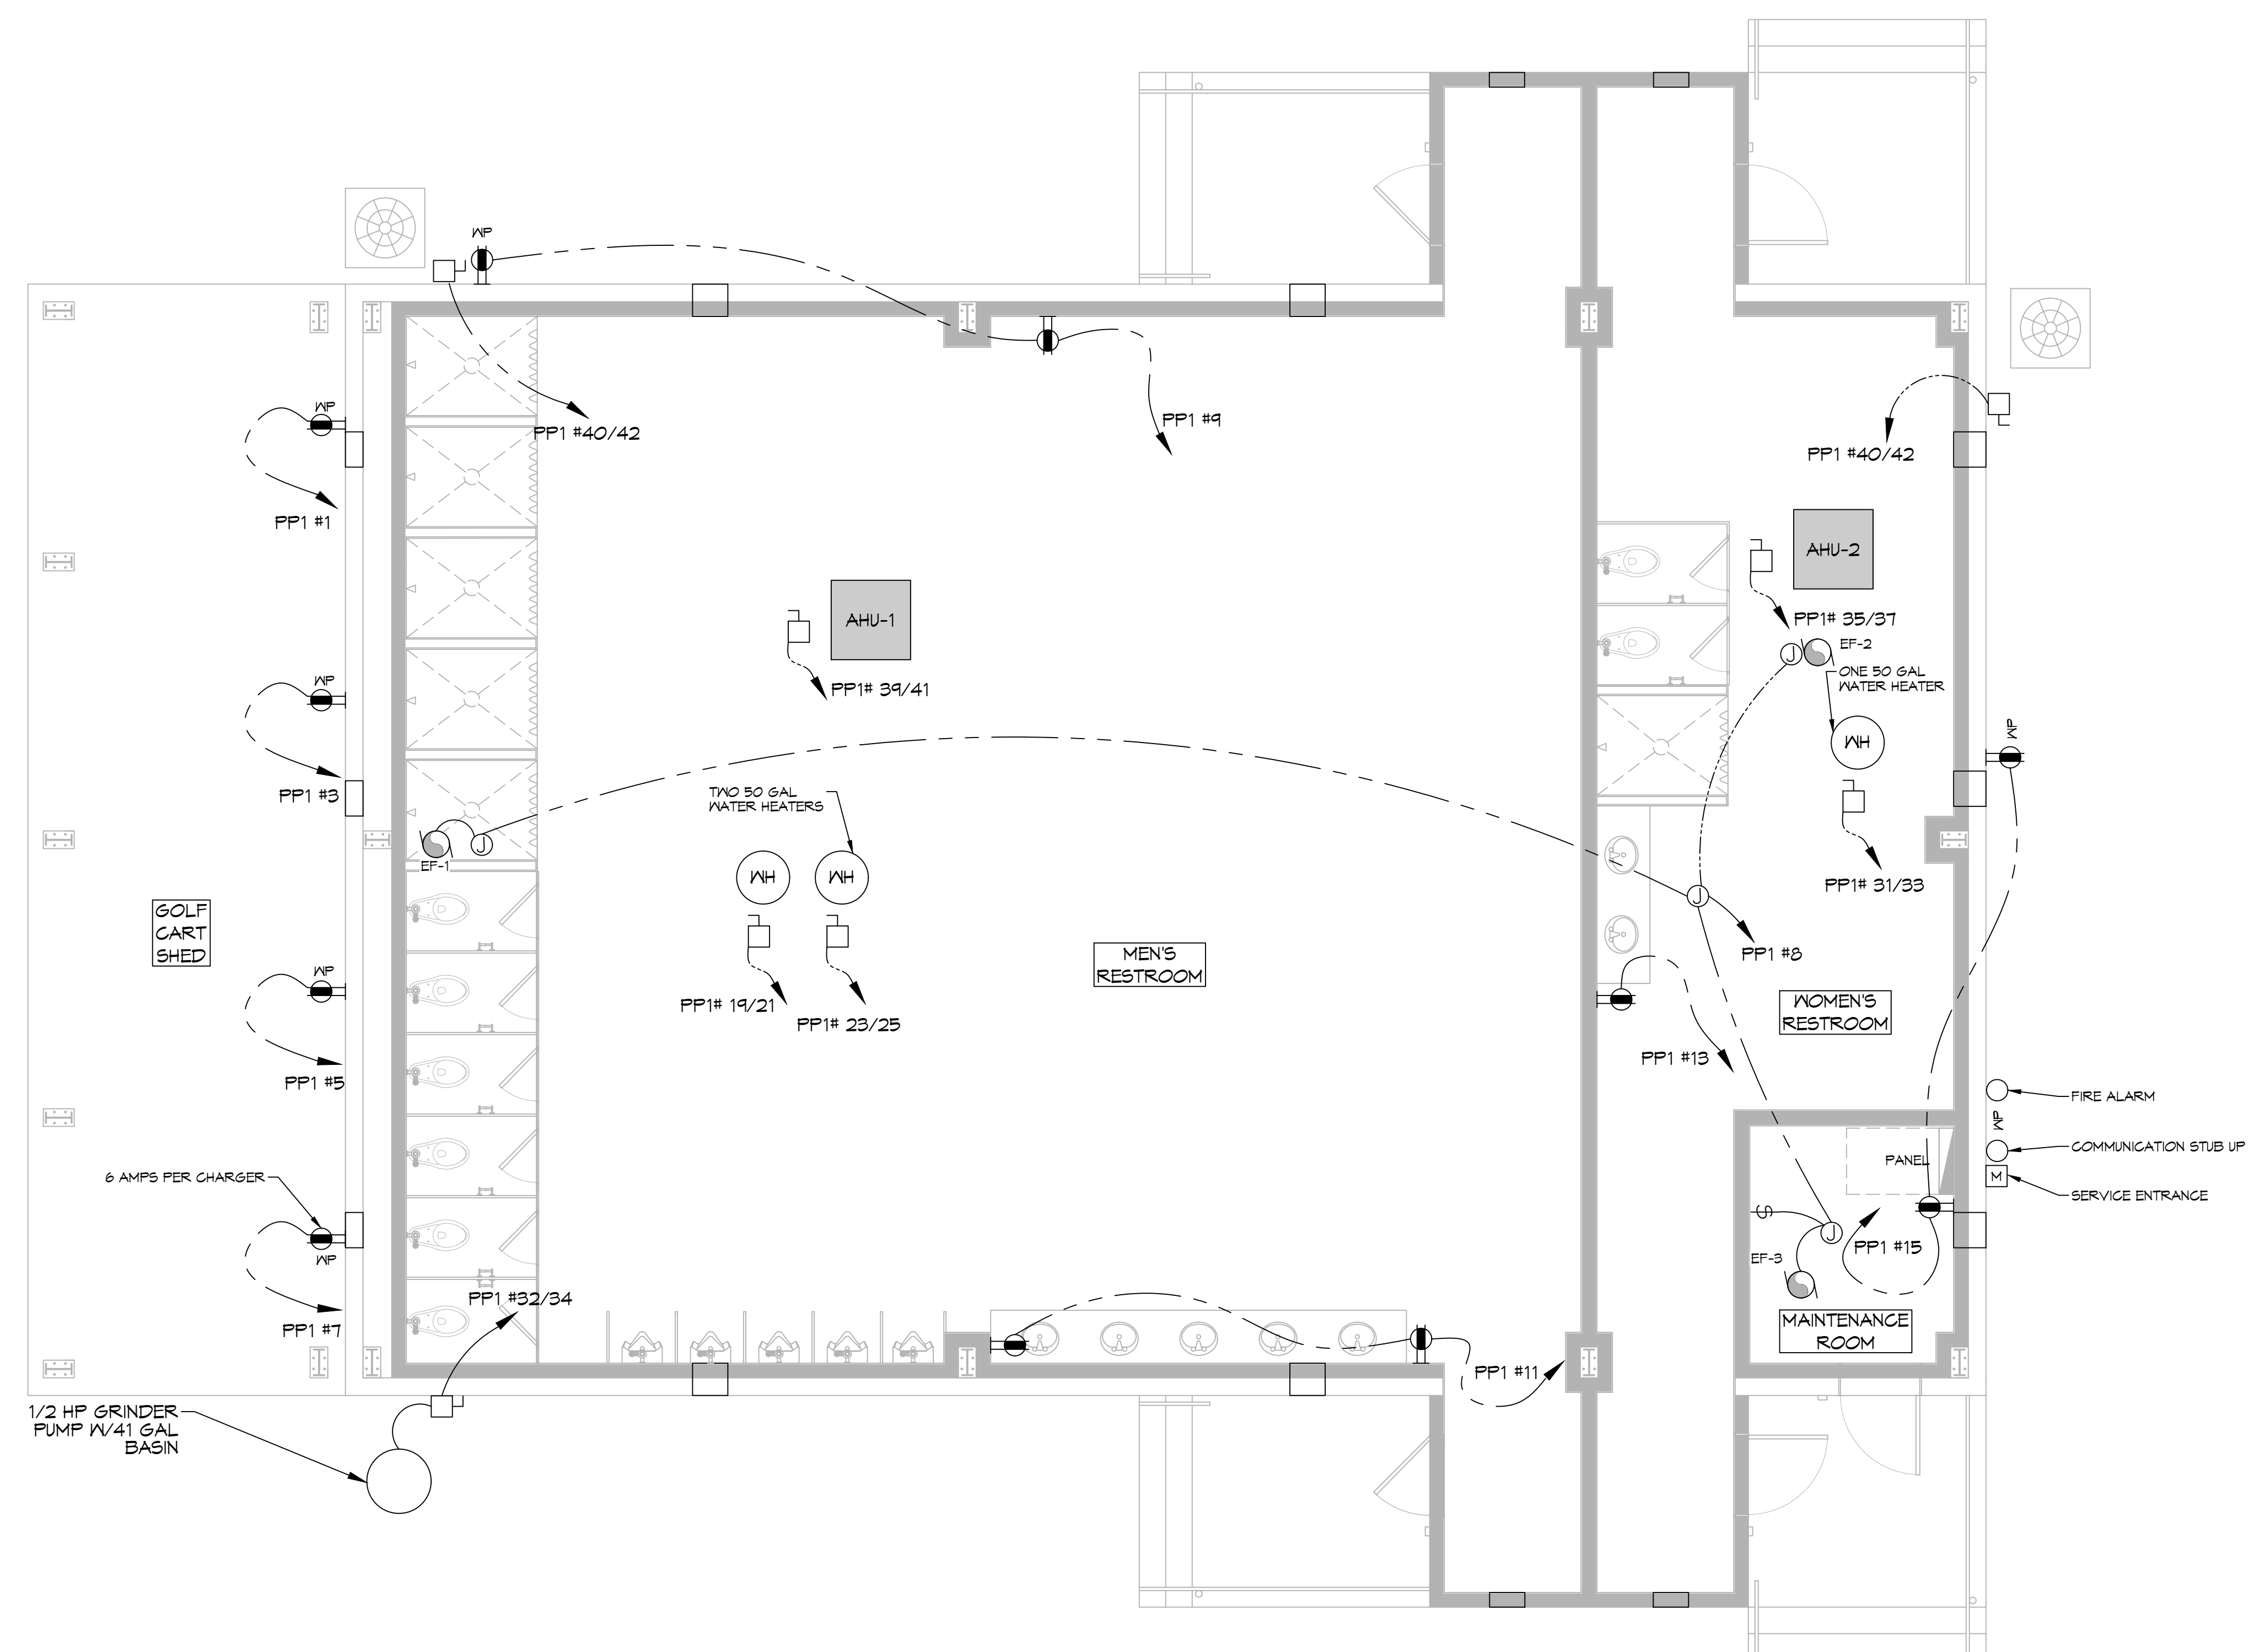 WP
WP
PP1 #40/42
PP1 #9
PP1 #1
PP1 #40/42
AHU-2
AHU-1
PP1# 35/37
J
EF-2
ONE 50 GAL
WATER HEATER
WP
PP1# 39/41
WH
WP
PP1 #3
TWO 50 GAL
WATER HEATERS
J
EF-1
WH
WH
PP1# 31/33
J
GOLF
CART
SHED
MEN'S
RESTROOM
PP1 #8
WP
PP1# 19/21
PP1# 23/25
WOMEN'S
RESTROOM
PP1 #5
PP1 #13
FIRE ALARM
WP
COMMUNICATION STUB UP
PANEL
M
SERVICE ENTRANCE
6 AMPS PER CHARGER
WP
S
J
EF-3
PP1 #15
PP1 #7
PP1 #32/34
MAINTENANCE
ROOM
PP1 #11
1/2 HP GRINDER
PUMP W/41 GAL
BASIN